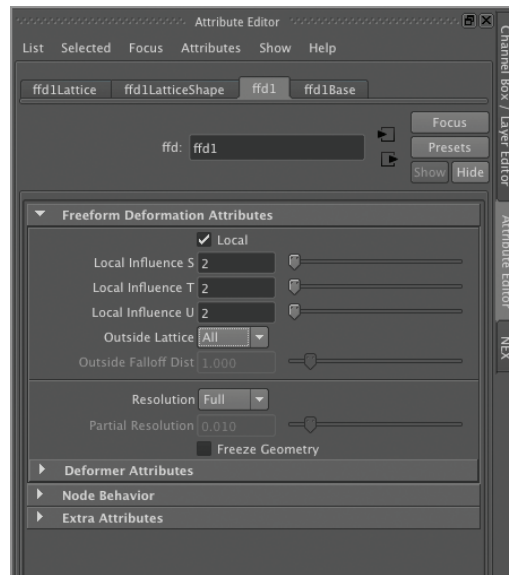 Attribute Editor
List Selected Focus Attributes Show Help
ffd1Lattice ffd1LatticeShape ffd1 ffd1Base
ffd: ffd1
Focus
Presets
Show Hide
Freeform Deformation Attributes
Local
Local Influence S 2
Local Influence T 2
Local Influence U 2
Outside Lattice All
Outside Falloff Dist 1.000
Resolution Full
Partial Resolution 0.010
Freeze Geometry
Deformer Attributes
Node Behavior
Extra Attributes
Channel Box / Layer Editor
Attribute Editor
NEX